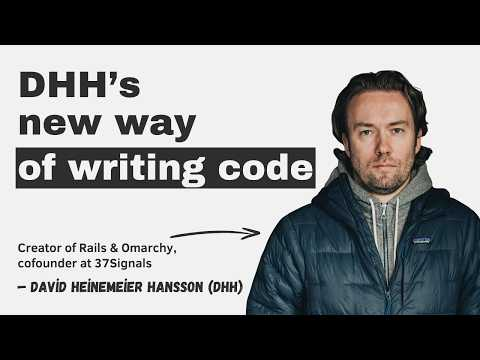 DHH’s
new way
of writing code
Creator of Rails & Omarchy,
cofounder at 37Signals
– DAVID HEINEMEIER HANSSON (DHH)